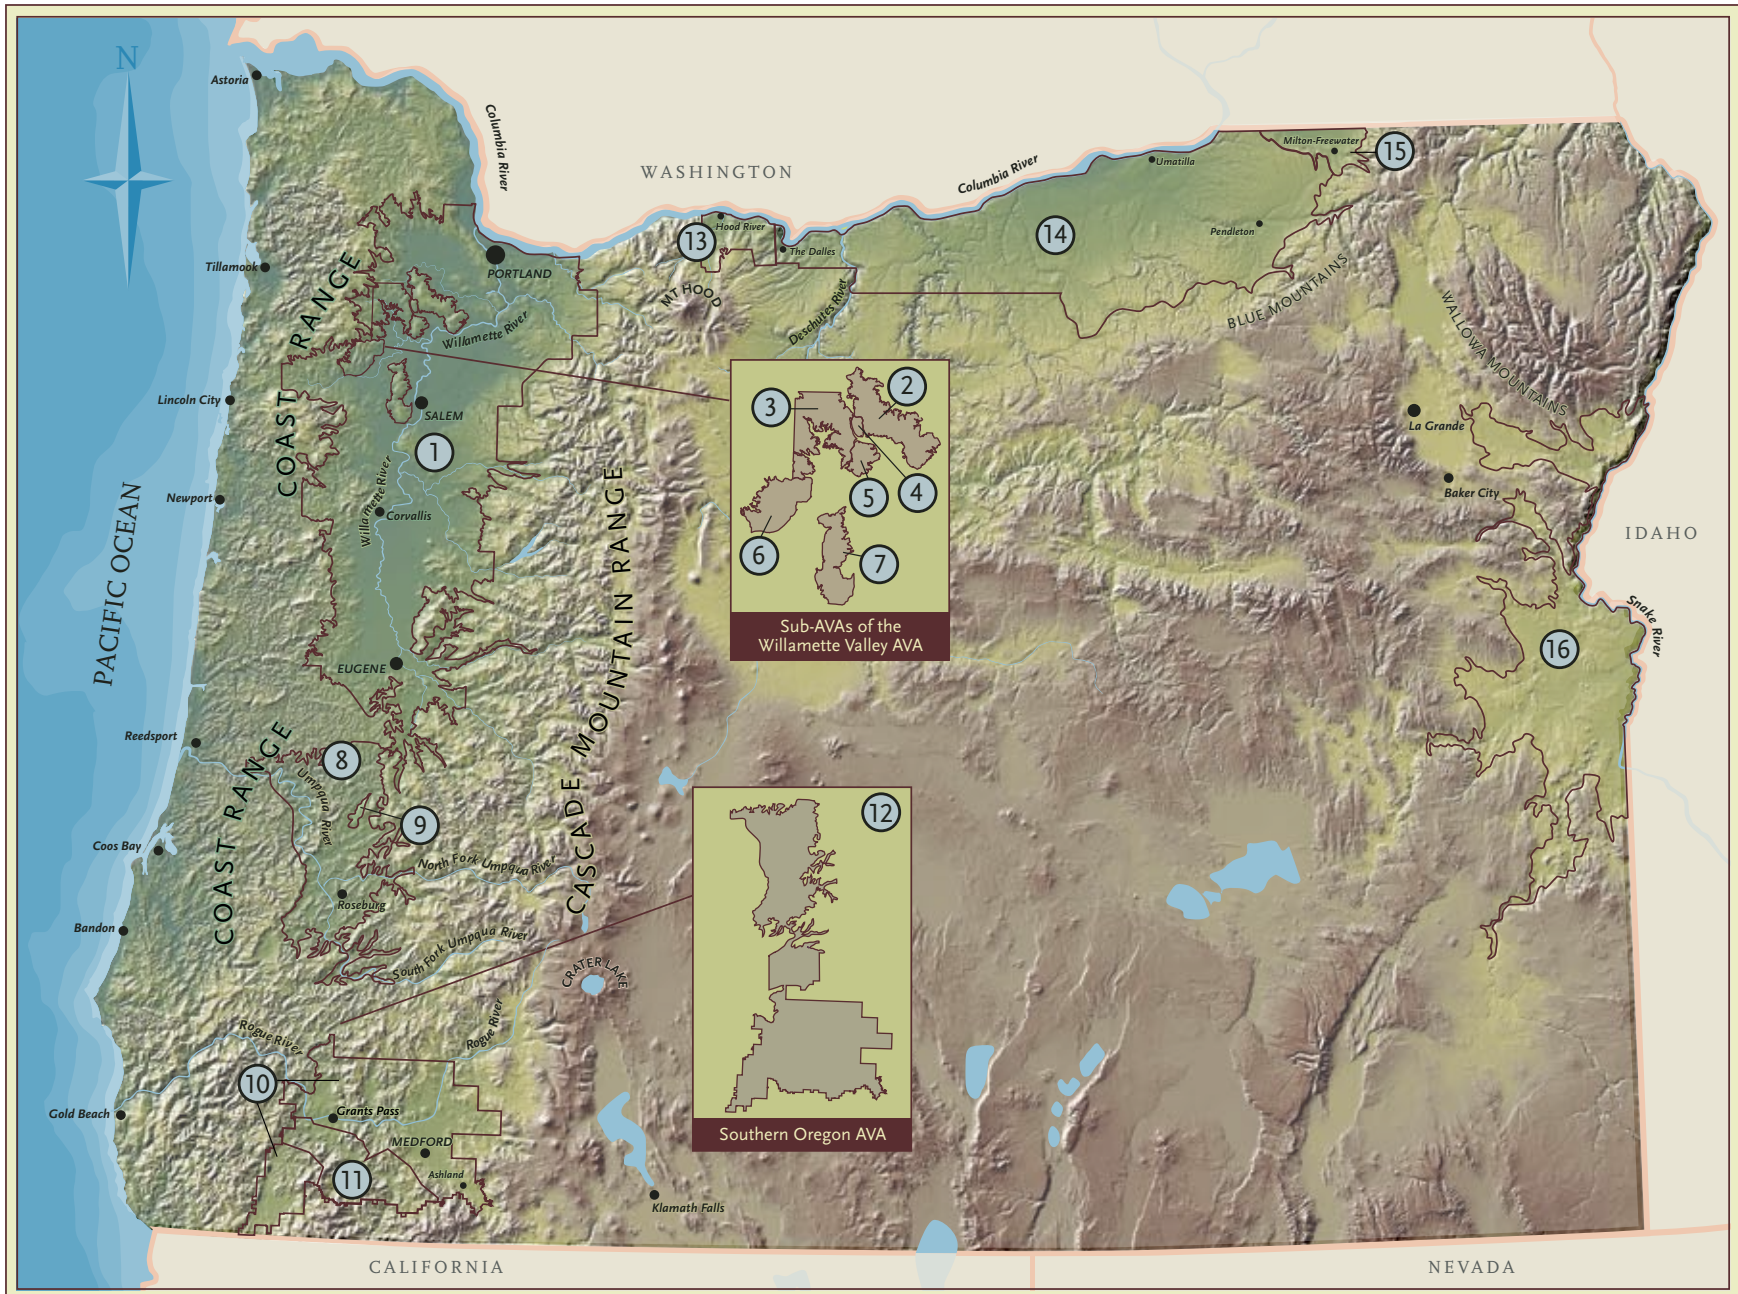 N
Astoria
Columbia River
WASHINGTON
Columbia River
Umatilla
Milton-Freewater
15
Pendleton
14
13
Hood River
The Dalles
MT HOOD
Deschutes River
BLUE MOUNTAINS
WALLOWA MOUNTAINS
Tillamook
PORTLAND
COAST RANGE
Willamette River
Lincoln City
SALEM
1
Newport
Willamette River
Corvallis
PACIFIC OCEAN
CASCADE MOUNTAIN RANGE
La Grande
Baker City
IDAHO
Snake River
16
2
3
4
5
6
7
Sub-AVAs of the
Willamette Valley AVA
EUGENE
Reedsport
COAST RANGE
8
Umpqua River
9
Coos Bay
North Fork Umpqua River
Roseburg
Bandon
South Fork Umpqua River
CRATER LAKE
12
Southern Oregon AVA
Rogue River
Rogue River
10
Gold Beach
Grants Pass
MEDFORD
11
Ashland
Klamath Falls
CALIFORNIA
NEVADA